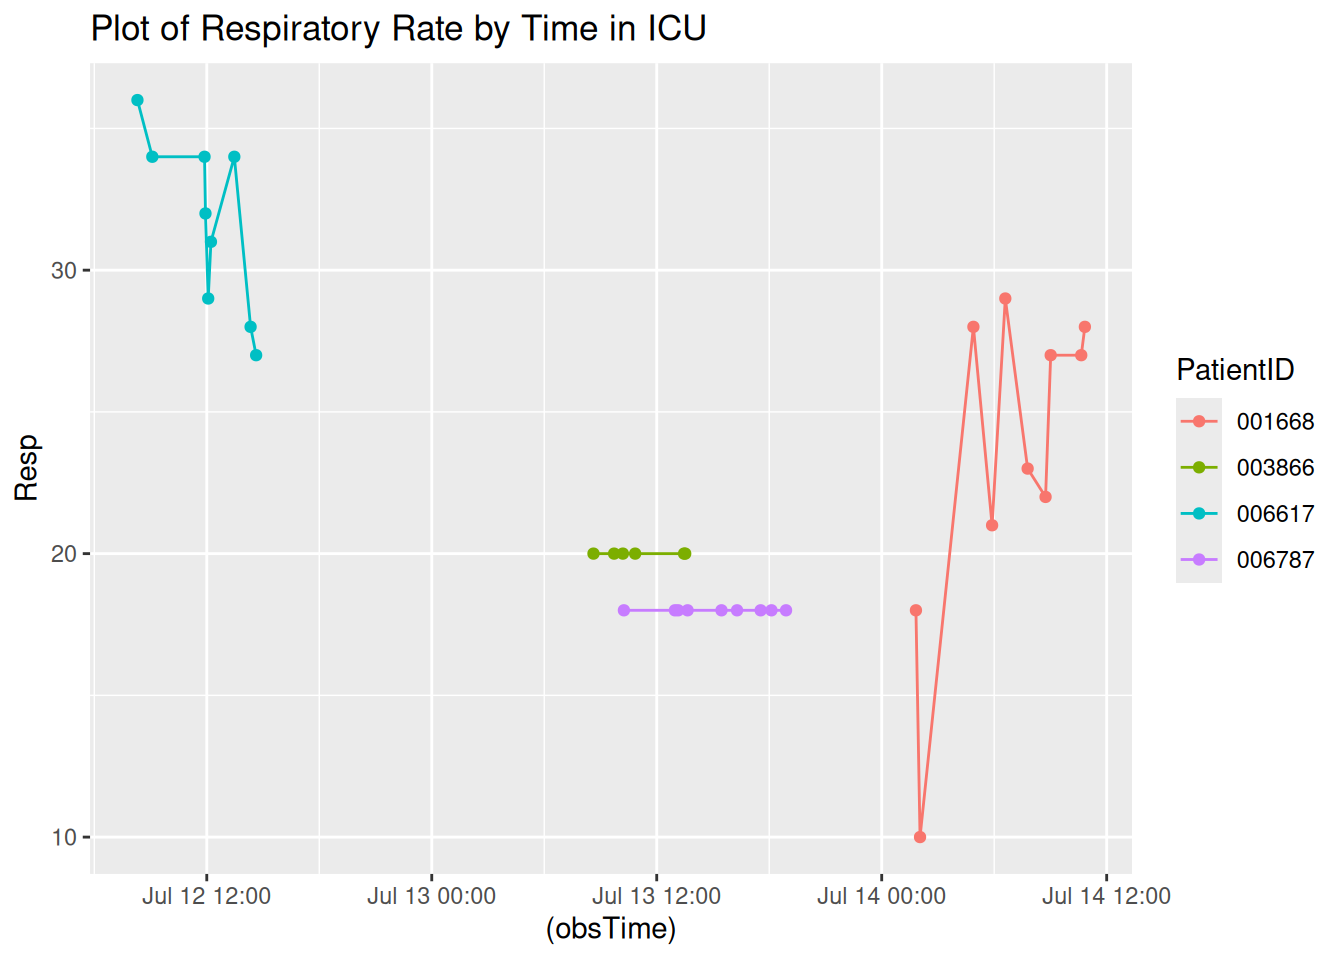 Plot of Respiratory Rate by Time in ICU
Resp
30
20
10
Jul 12 12:00
Jul 13 00:00
Jul 13 12:00
Jul 14 00:00
Jul 14 12:00
(obsTime)
PatientID
001668
003866
006617
006787